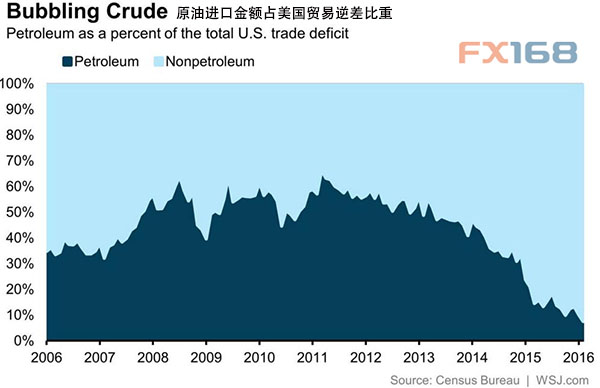 Bubbling Crude 原油进口金额占美国贸易逆差比重
Petroleum as a percent of the total U.S. trade deficit
Petroleum Nonpetroleum
FX168
100%
90%
80%
70%
60%
50%
40%
30%
20%
10%
0%
2006 2007 2008 2009 2010 2011 2012 2013 2014 2015 2016
Source: Census Bureau | WSJ.com